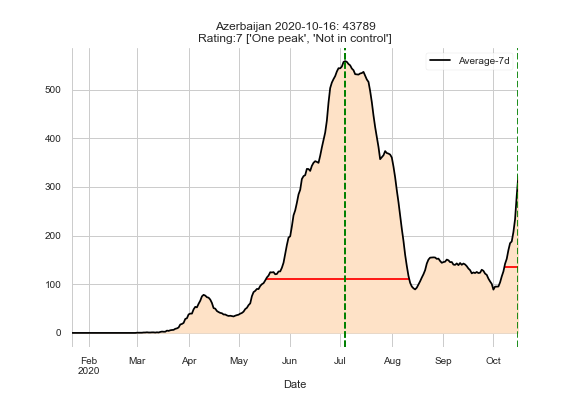 Azerbaijan 2020-10-16: 43789
Rating:7 ['One peak', 'Not in control']
Average-7d
500
400
300
200
100
0
Feb Mar Apr May Jun Jul Aug Sep Oct
2020
Date